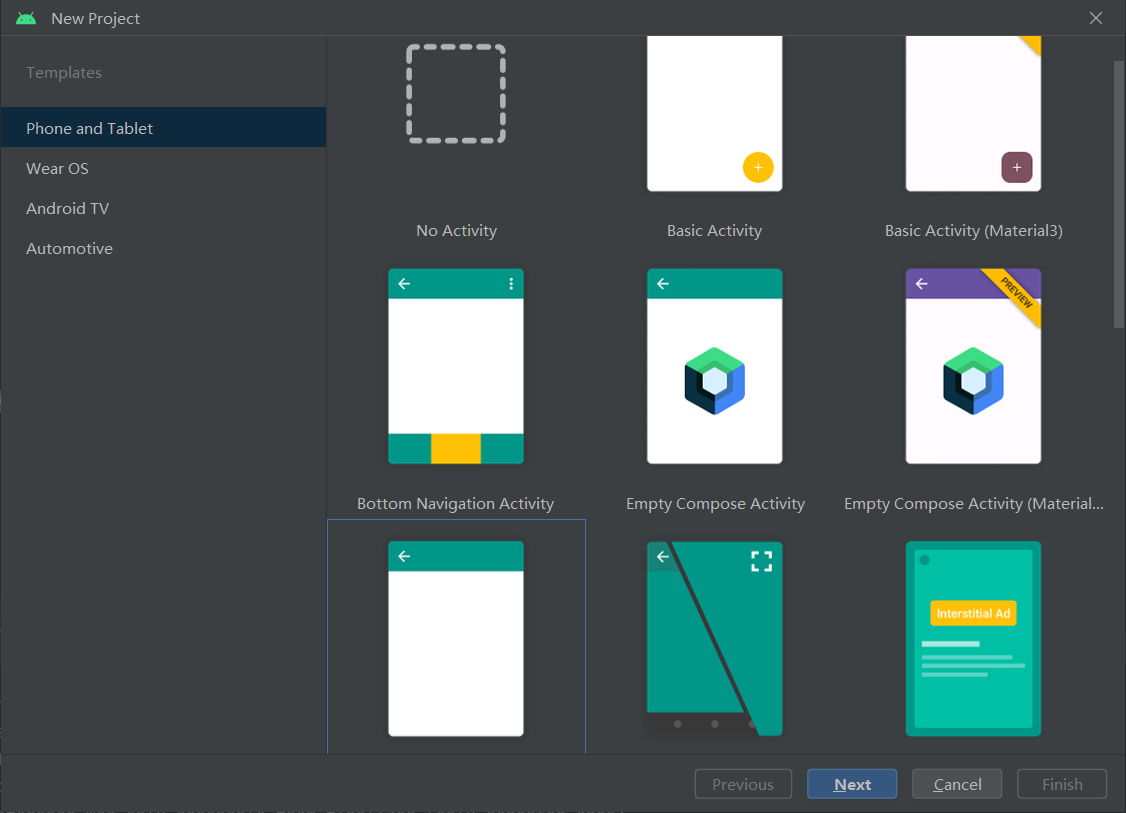 New Project
Templates
Phone and Tablet
Wear OS
Android TV
Automotive
No Activity
Basic Activity
Basic Activity (Material3)
PREVIEW
Bottom Navigation Activity
Empty Compose Activity
Empty Compose Activity (Material...
Interstitial Ad
Previous
Next
Cancel
Finish